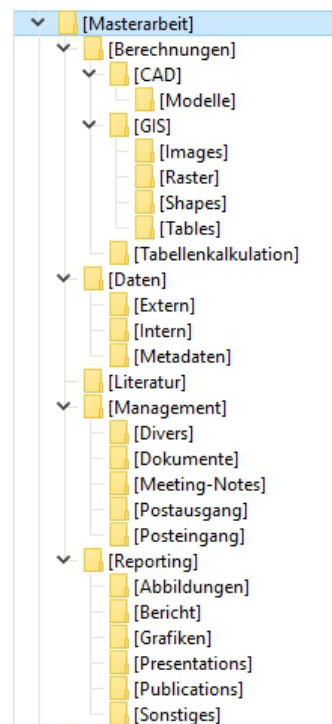 [Masterarbeit]
[Berechnungen]
[CAD]
[Modelle]
[GIS]
[Images]
[Raster]
[Shapes]
[Tables]
[Tabellenkalkulation]
[Daten]
[Extern]
[Intern]
[Metadaten]
[Literatur]
[Management]
[Divers]
[Dokumente]
[Meeting-Notes]
[Postausgang]
[Posteingang]
[Reporting]
[Abbildungen]
[Bericht]
[Grafiken]
[Presentations]
[Publications]
[Sonstiges]